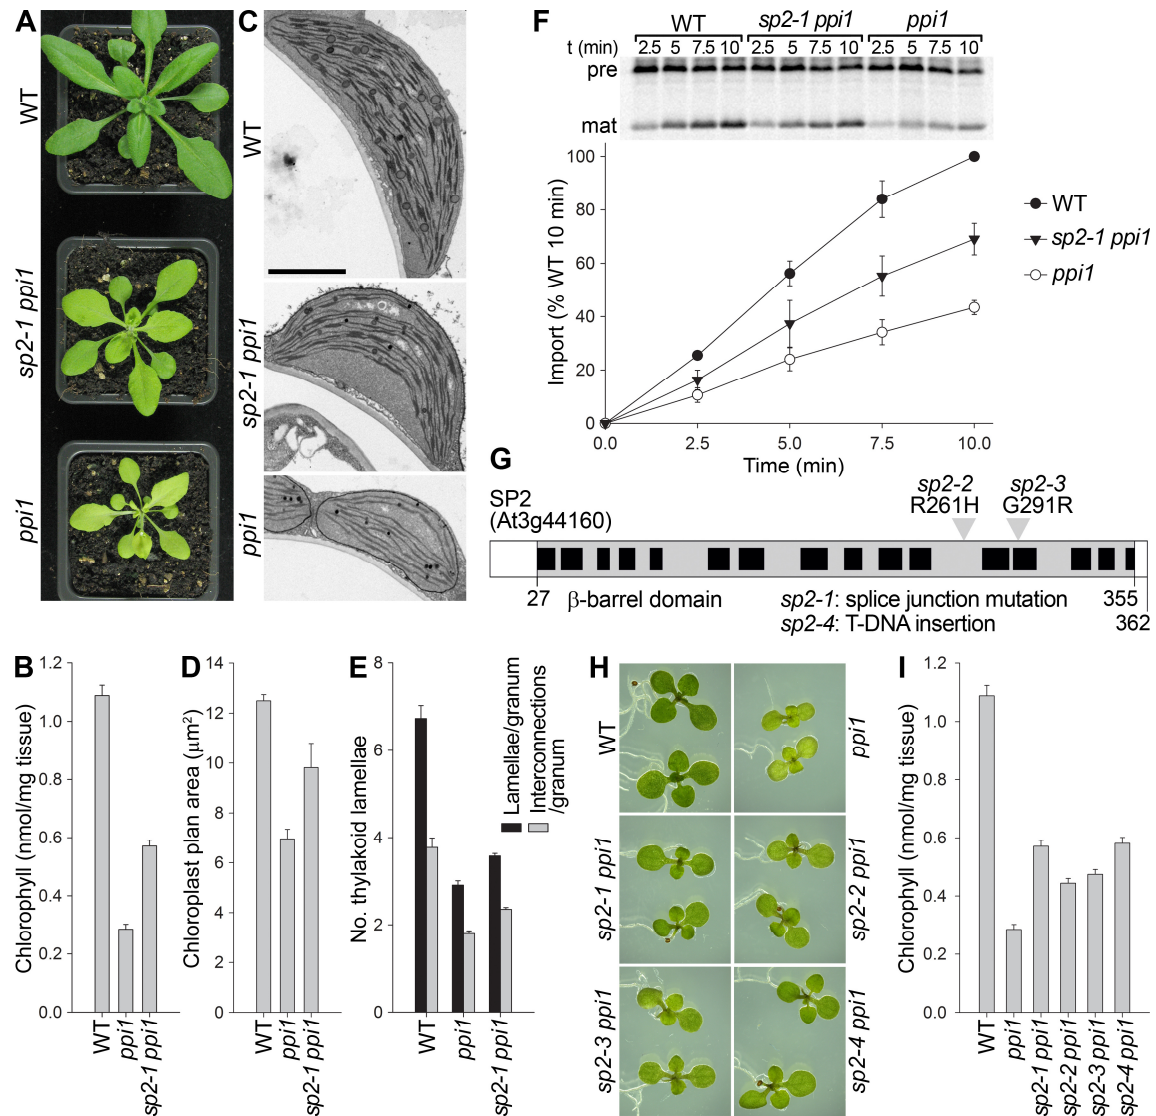 A
WT
sp2-1 ppi1
ppi1
C
WT
sp2-1 ppi1
ppi1
F
WT sp2-1 ppi1 ppi1
t (min) 2.5 5 7.5 10 2.5 5 7.5 10 2.5 5 7.5 10
pre
mat
100
80
60
40
20
0
Import (% WT 10 min)
0.0 2.5 5.0 7.5 10.0
Time (min)
WT
sp2-1 ppi1
ppi1
G
SP2
(At3g44160)
sp2-2
R261H
sp2-3
G291R
27 β-barrel domain sp2-1: splice junction mutation 355
sp2-4: T-DNA insertion 362
B
Chlorophyll (nmol/mg tissue)
1.2
1.0
0.8
0.6
0.4
0.2
0.0
WT
ppi1
sp2-1 ppi1
D
Chloroplast plan area (μm²)
14
12
10
8
6
4
2
0
WT
ppi1
sp2-1 ppi1
E
No. thylakoid lamellae
8
6
4
2
0
WT
ppi1
sp2-1 ppi1
Lamellae/granum
Interconnections
/granum
H
WT
ppi1
sp2-1 ppi1
sp2-2 ppi1
sp2-3 ppi1
sp2-4 ppi1
I
Chlorophyll (nmol/mg tissue)
1.2
1.0
0.8
0.6
0.4
0.2
0.0
WT
ppi1
sp2-1 ppi1
sp2-2 ppi1
sp2-3 ppi1
sp2-4 ppi1